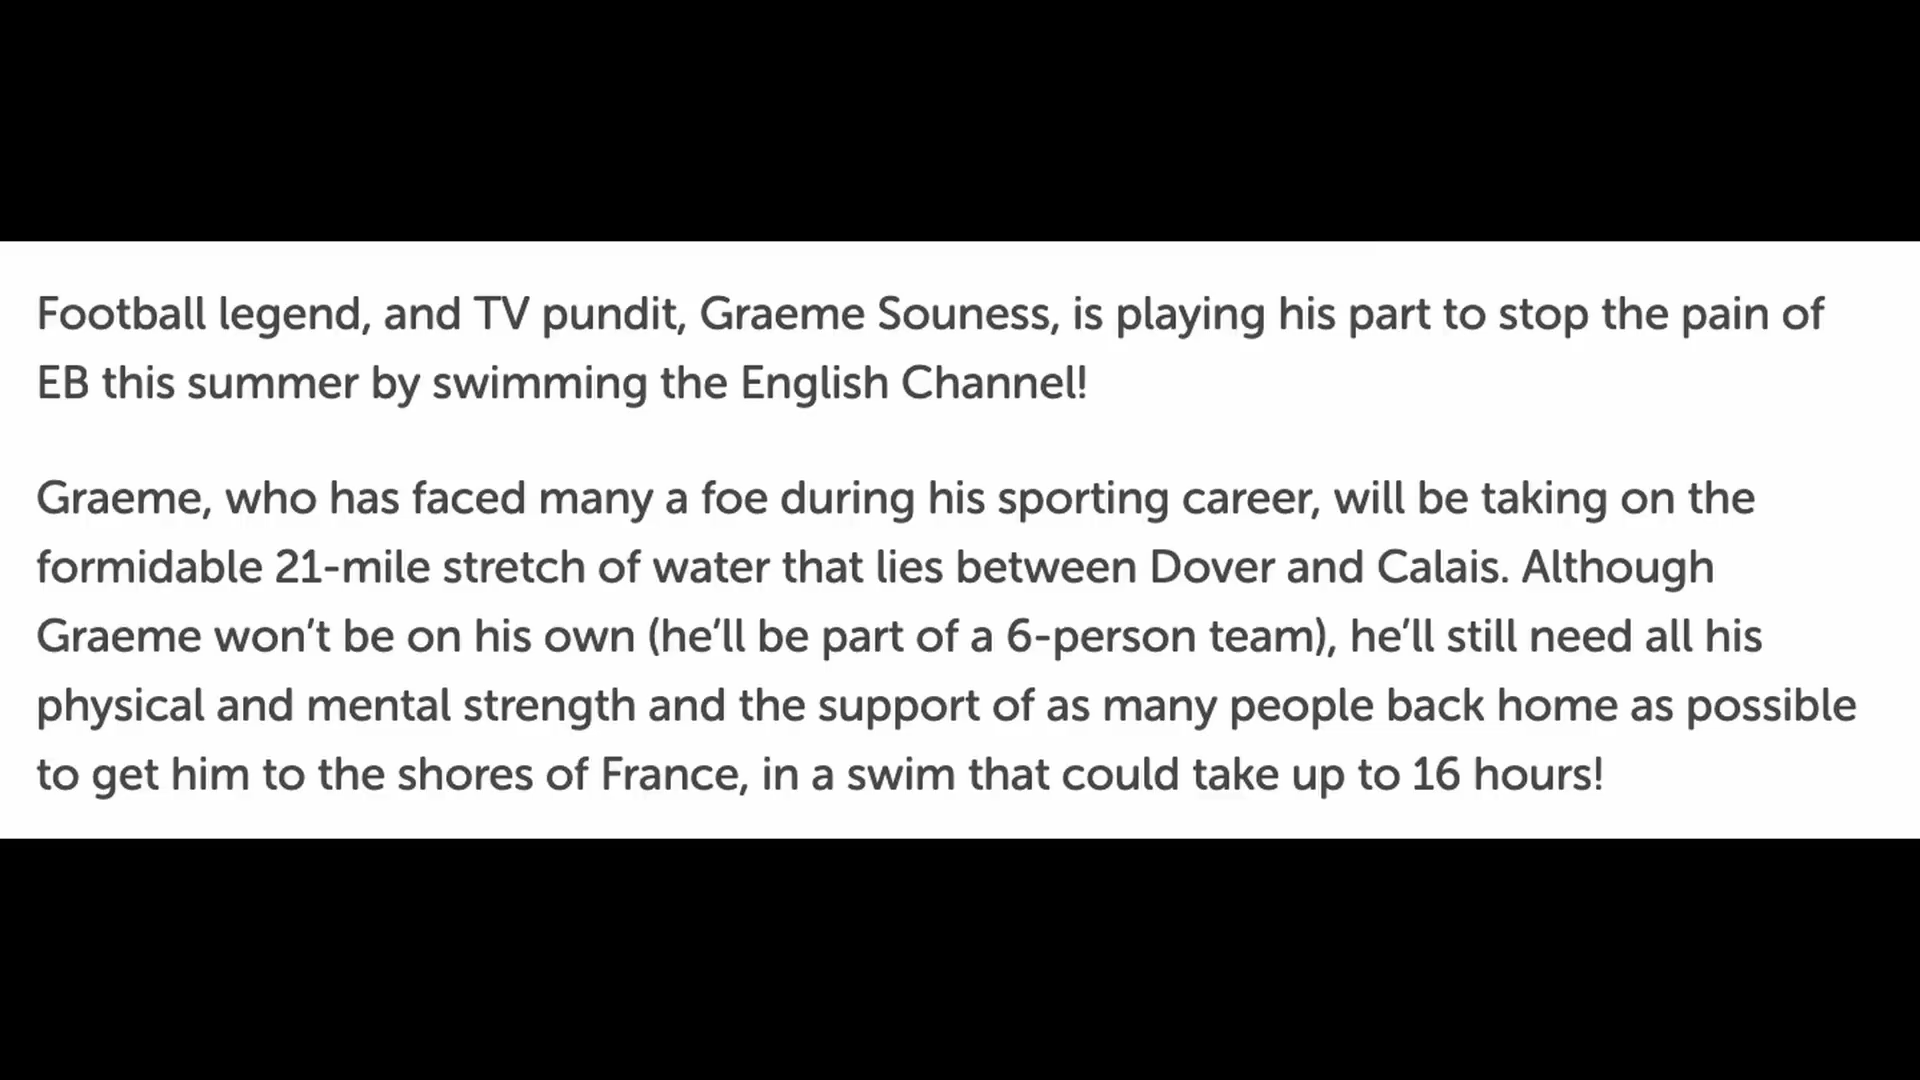 Football legend, and TV pundit, Graeme Souness, is playing his part to stop the pain of
EB this summer by swimming the English Channel!
Graeme, who has faced many a foe during his sporting career, will be taking on the
formidable 21-mile stretch of water that lies between Dover and Calais. Although
Graeme won’t be on his own (he’ll be part of a 6-person team), he’ll still need all his
physical and mental strength and the support of as many people back home as possible
to get him to the shores of France, in a swim that could take up to 16 hours!